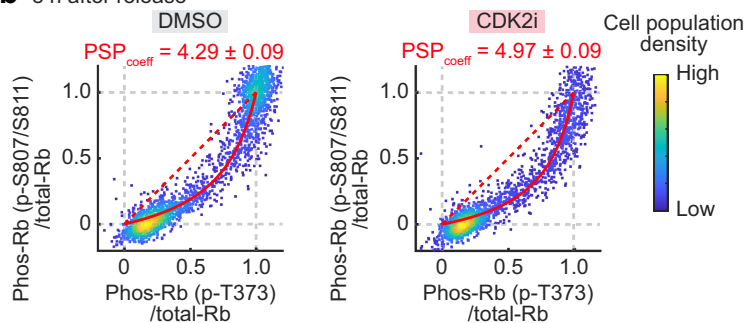 b
h after release
DMSO
CDK2i
Cell population
density
PSPcoeff = 4.29 ± 0.09
PSPcoeff = 4.97 ± 0.09
High
Low
Phos-Rb (p-S807/S811)
/total-Rb
1.0
0.5
0
0
0.5
1.0
Phos-Rb (p-T373)
/total-Rb
Phos-Rb (p-S807/S811)
/total-Rb
1.0
0.5
0
0
0.5
1.0
Phos-Rb (p-T373)
/total-Rb